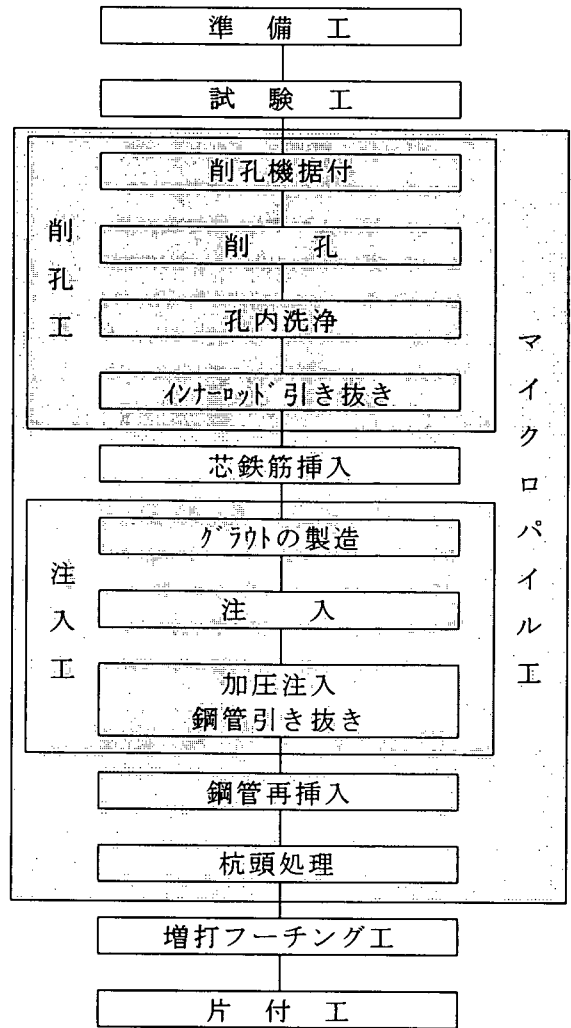 準備工
試験工
削孔工
削孔機据付
削孔
孔内洗浄
ｲﾝﾅｰﾛｯﾄﾞ引き抜き
芯鉄筋挿入
注入工
ｸﾞﾗｳﾄの製造
注入
加圧注入
鋼管引き抜き
鋼管再挿入
杭頭処理
マイクロパイル工
増打フーチング工
片付工